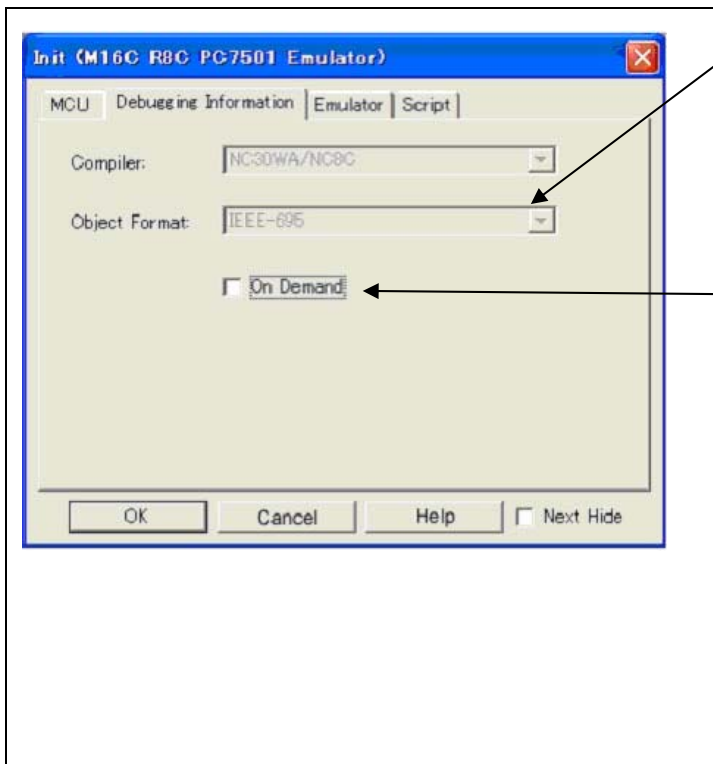 Init (M16C R8C PC7501 Emulator)
MCU Debugging Information Emulator Script
Compiler: NC30WA/NC8C
Object Format: IEEE-695
On Demand
OK Cancel Help Next Hide